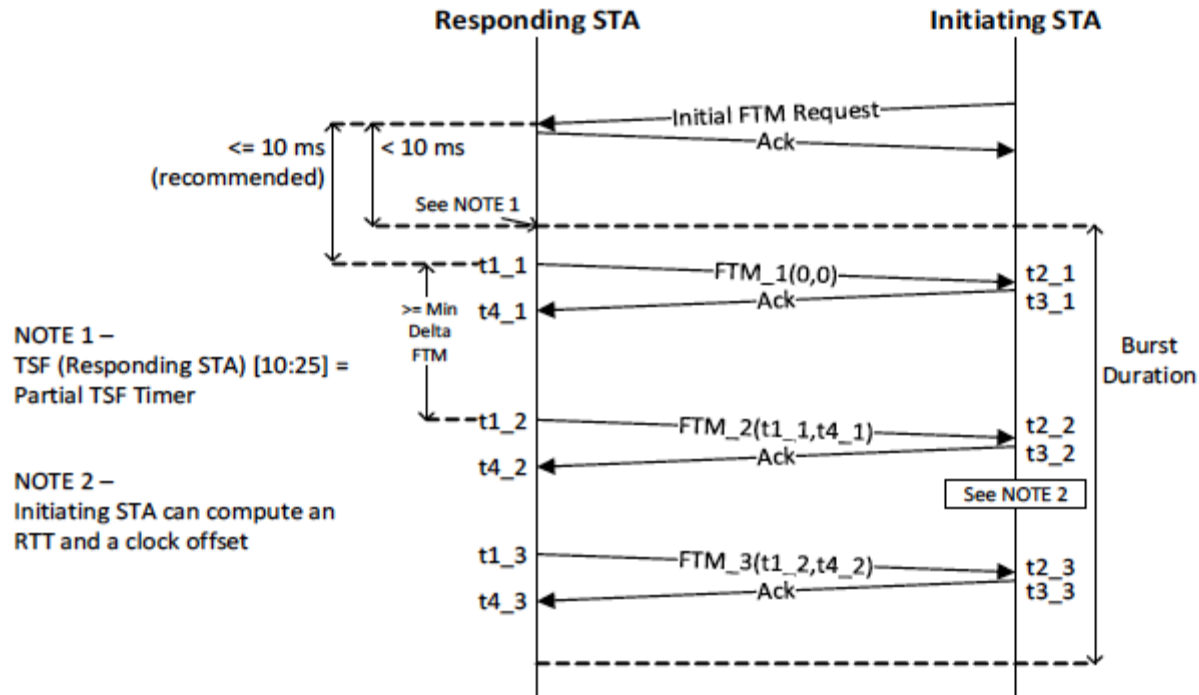 Responding STA
Initiating STA
Initial FTM Request
Ack
<= 10 ms
(recommended)
< 10 ms
See NOTE 1
t1_1
FTM_1(0,0)
t2_1
Ack
t3_1
t4_1
>= Min
Delta
FTM
NOTE 1 –
TSF (Responding STA) [10:25] =
Partial TSF Timer
Burst
Duration
t1_2
FTM_2(t1_1,t4_1)
t2_2
Ack
t3_2
t4_2
See NOTE 2
NOTE 2 –
Initiating STA can compute an
RTT and a clock offset
t1_3
FTM_3(t1_2,t4_2)
t2_3
Ack
t3_3
t4_3